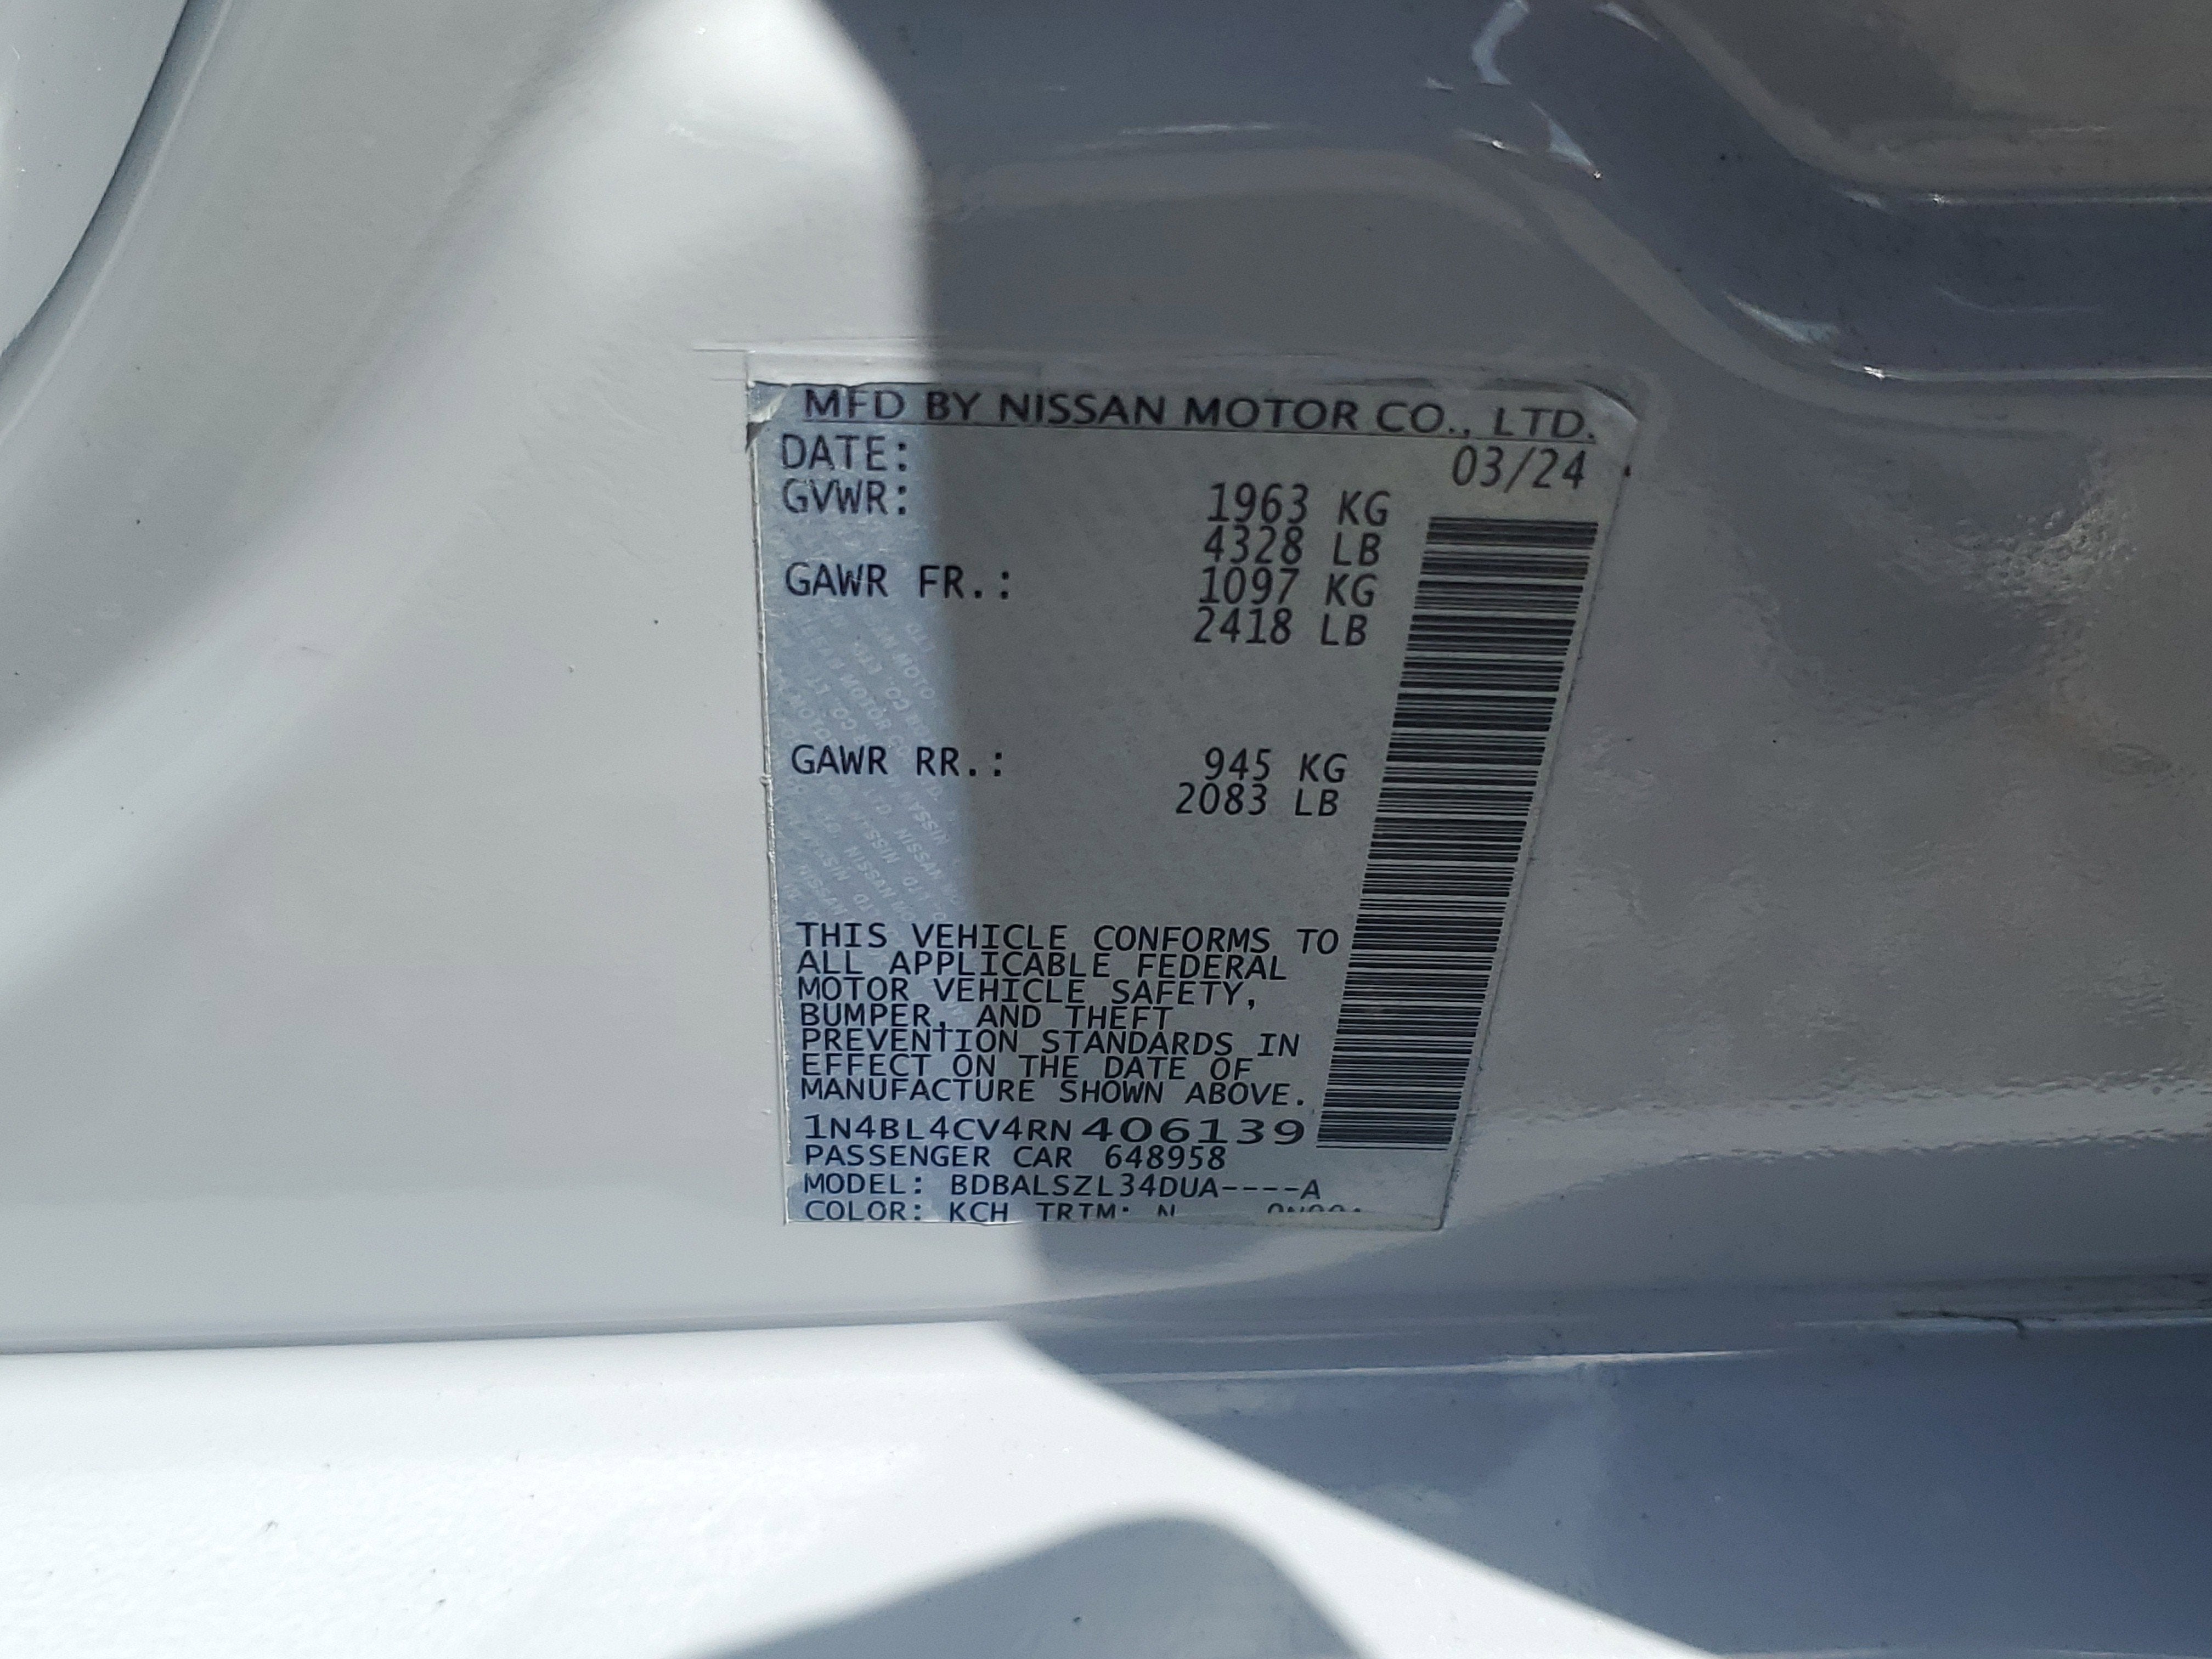 MFD BY NISSAN MOTOR CO., LTD.
DATE: 03/24
GVWR: 1963 KG
4328 LB
GAWR FR.: 1097 KG
2418 LB
GAWR RR.: 945 KG
2083 LB
THIS VEHICLE CONFORMS TO
ALL APPLICABLE FEDERAL
MOTOR VEHICLE SAFETY,
BUMPER, AND THEFT
PREVENTION STANDARDS IN
EFFECT ON THE DATE OF
MANUFACTURE SHOWN ABOVE.
1N4BL4CV4RN406139
PASSENGER CAR 648958
MODEL: BDBALSZL34DUA----A
COLOR: KCH TRTM: